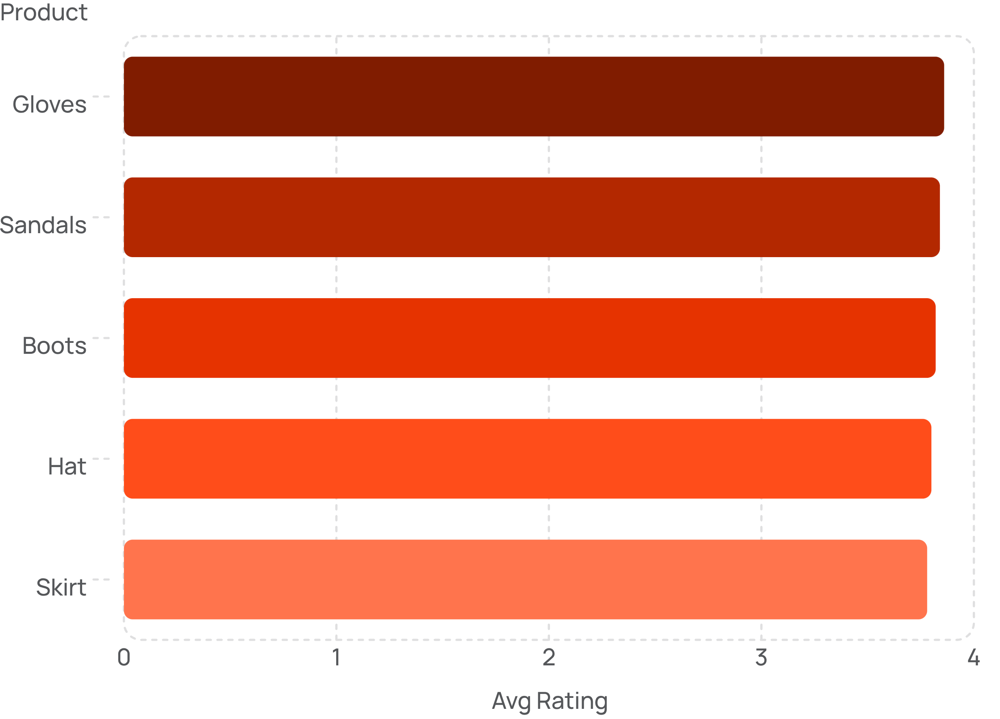 Product
Gloves
Sandals
Boots
Hat
Skirt
0 1 2 3 4
Avg Rating